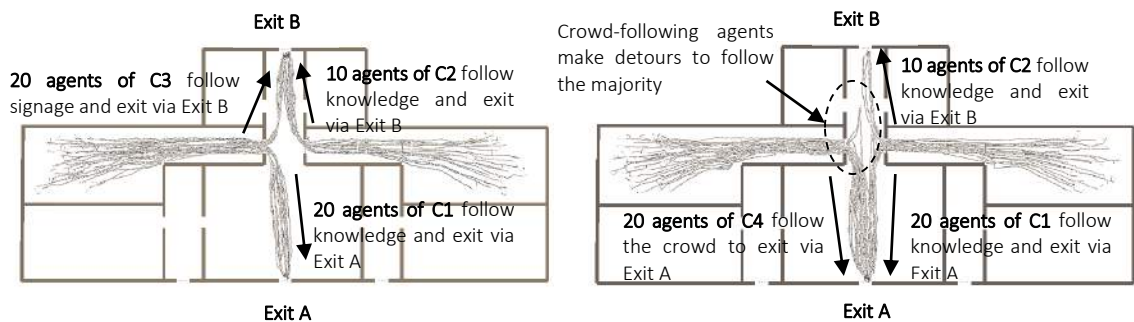 Exit B
20 agents of C3 follow
signage and exit via Exit B
10 agents of C2 follow
knowledge and exit
via Exit B
20 agents of C1 follow
knowledge and exit via
Exit A
Exit A
Exit B
Crowd-following agents
make detours to follow
the majority
10 agents of C2 follow
knowledge and exit
via Exit B
20 agents of C4 follow
the crowd to exit via
Exit A
20 agents of C1 follow
knowledge and exit via
Exit A
Exit A